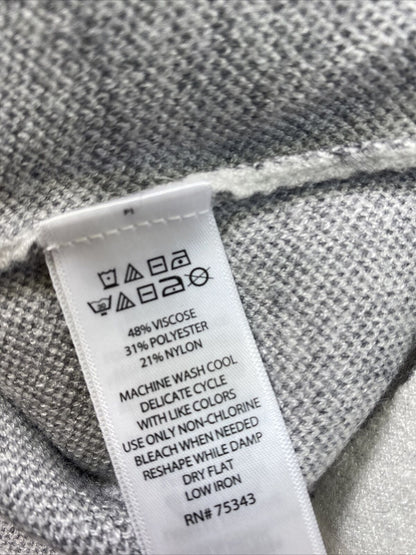 48% VISCOSE
31% POLYESTER
21% NYLON
MACHINE WASH COOL
DELICATE CYCLE
WITH LIKE COLORS
USE ONLY NON-CHLORINE
BLEACH WHEN NEEDED
RESHAPE WHILE DAMP
DRY FLAT
LOW IRON
RN# 75343